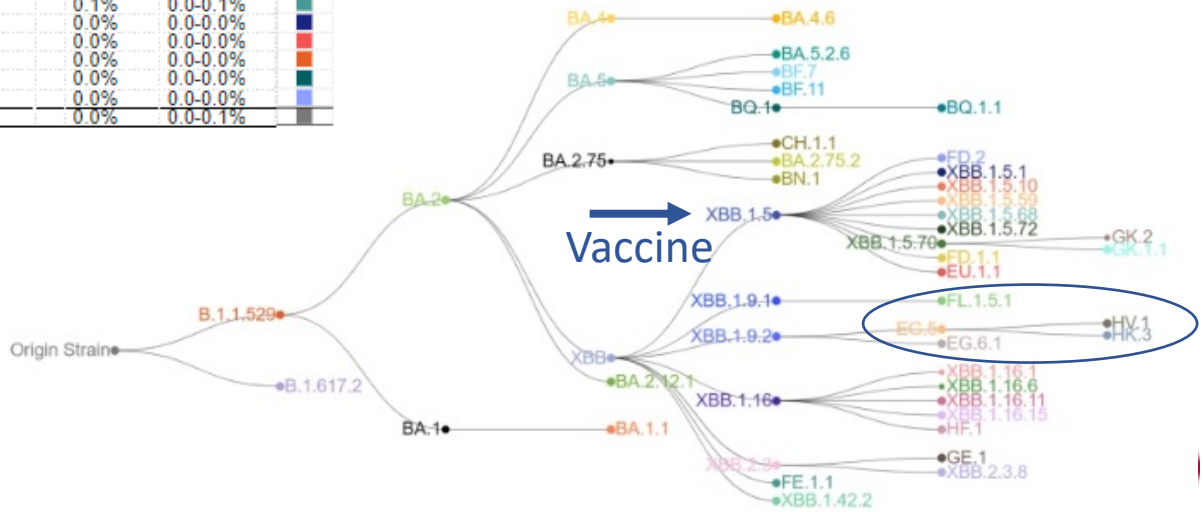 0.1% 0.0-0.1%
0.0% 0.0-0.0%
0.0% 0.0-0.0%
0.0% 0.0-0.0%
0.0% 0.0-0.0%
0.0% 0.0-0.0%
0.0% 0.0-0.1%
BA.4 BA.4.6
BA.5.2.6
BA.5 BF.7
BF.11
BQ.1 BQ.1.1
CH.1.1
BA.2.75 BA.2.75.2
BN.1
FD.2
XBB.1.5.1
XBB.1.5.10
BA.2 XBB.1.5.59
XBB.1.5 XBB.1.5.68
XBB.1.5.72
Vaccine
XBB.1.5.70 GK.2
GK.1.1
FD.1.1
EU.1.1
XBB.1.9.1 FL.1.5.1
B.1.1.529
EG.5 HV.1
XBB.1.9.2 HK.3
EG.6.1
Origin Strain
XBB
XBB.1.16.1
BA.2.12.1
B.1.617.2
XBB.1.16.6
XBB.1.16 XBB.1.16.11
XBB.1.16.15
BA.1 BA.1.1 HF.1
GE.1
XBB.2.3 XBB.2.3.8
FE.1.1
XBB.1.42.2